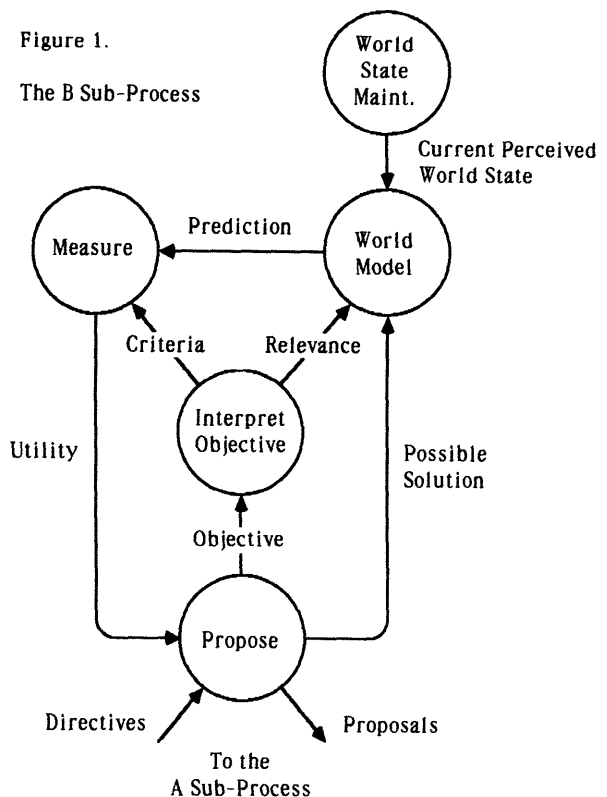 Figure 1.
The B Sub-Process
World
State
Maint.
Current Perceived
World State
Prediction
Measure
World
Model
Criteria
Relevance
Interpret
Objective
Utility
Possible
Solution
Objective
Propose
Directives
Proposals
To the
A Sub-Process